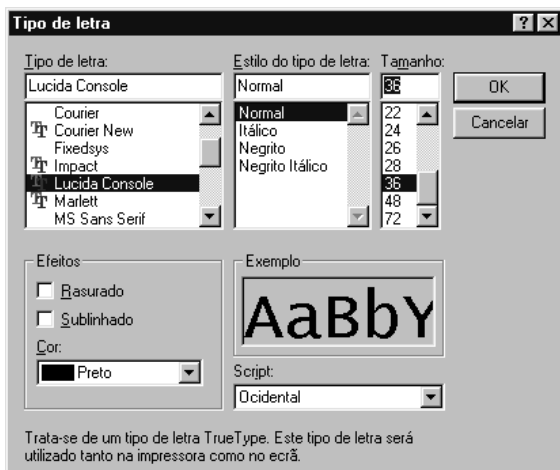 Tipo de letra
Tipo de letra:
Lucida Console
Courier
Courier New
Fixedsys
Impact
Lucida Console
Marlett
MS Sans Serif
Estilo do tipo de letra:
Normal
Normal
Itálico
Negrito
Negrito Itálico
Tamanho:
36
22
24
26
28
36
48
72
OK
Cancelar
Efeitos
Rasurado
Sublinhado
Cor:
Preto
Exemplo
AaBbY
Script:
Ocidental
Trata-se de um tipo de letra TrueType. Este tipo de letra será
utilizado tanto na impressora como no ecrã.